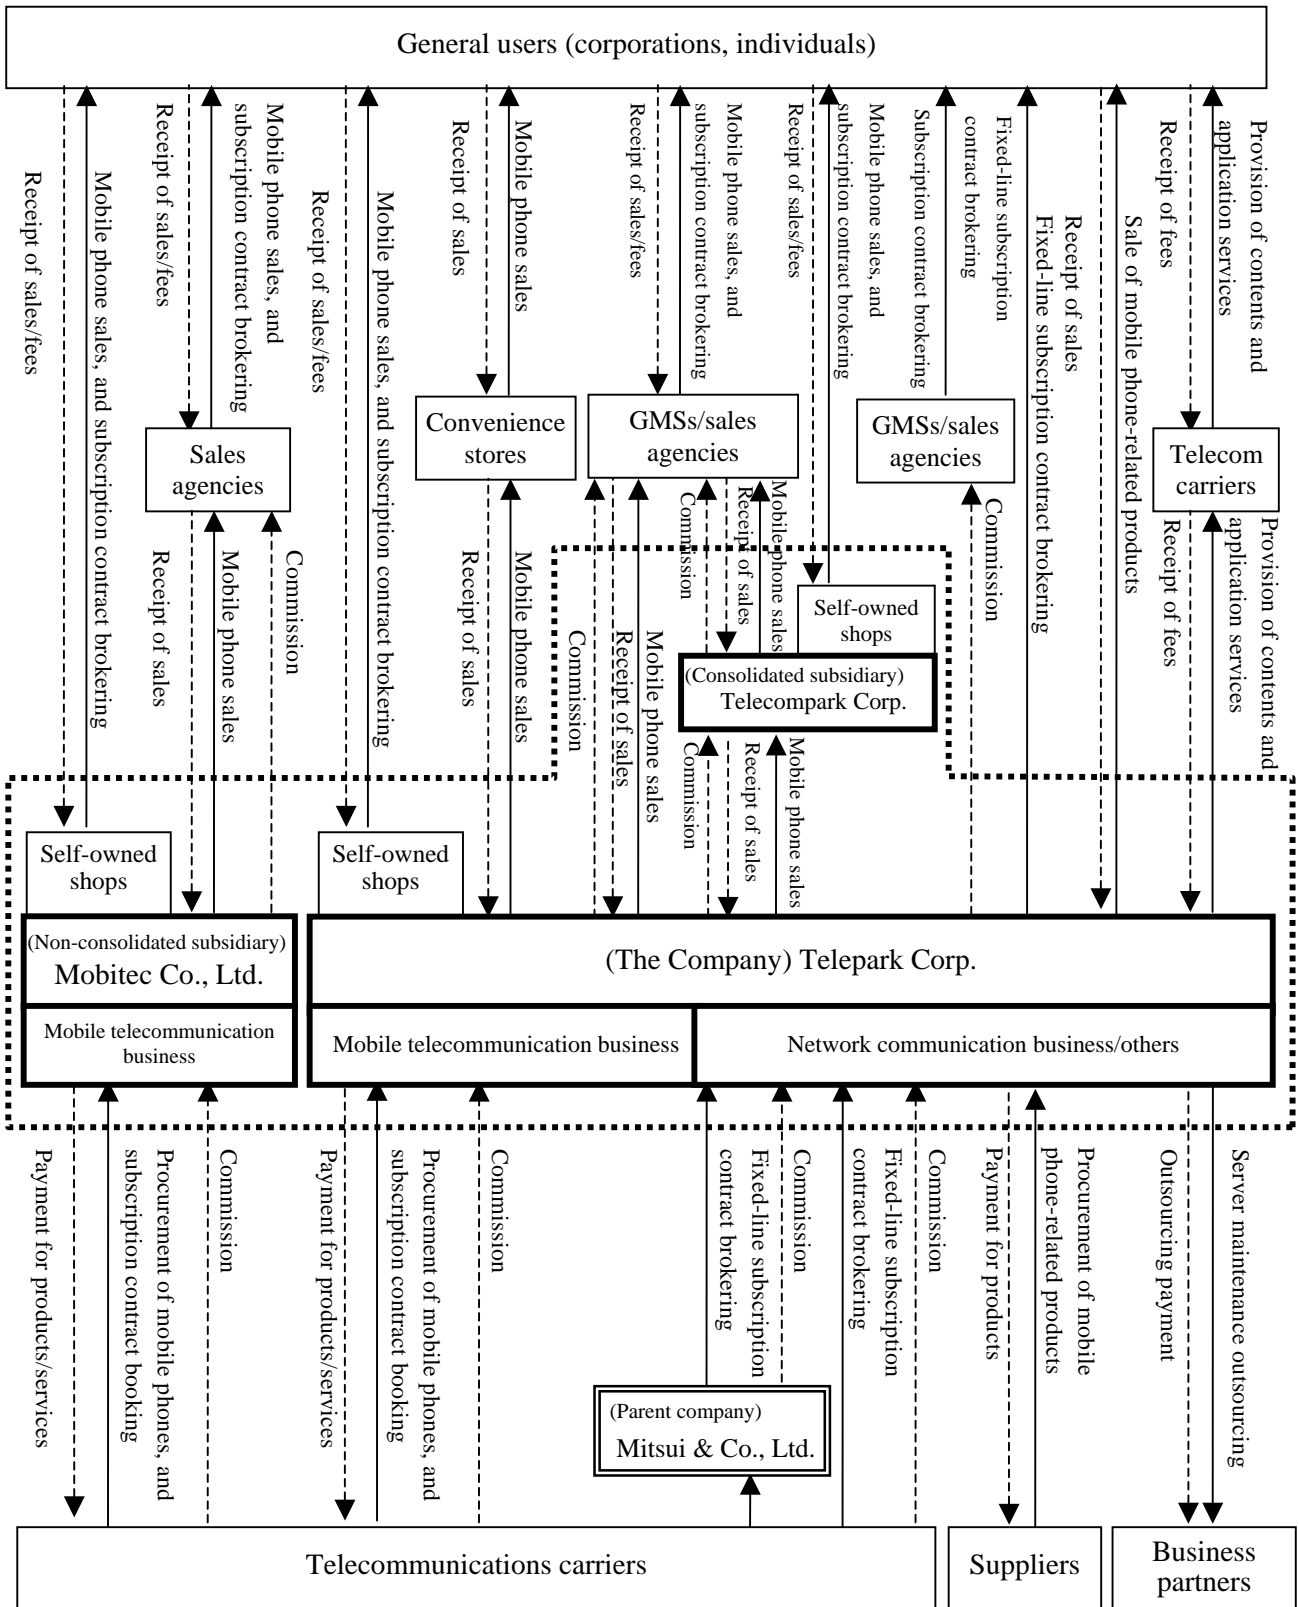 General users (corporations, individuals)
Receipt of sales/fees
Mobile phone sales, and subscription contract brokering
Receipt of sales/fees
Mobile phone sales, and
subscription contract brokering
Receipt of sales/fees
Mobile phone sales, and subscription contract brokering
Receipt of sales
Mobile phone sales
Receipt of sales/fees
Mobile phone sales, and
subscription contract brokering
Receipt of sales/fees
Mobile phone sales, and
subscription contract brokering
Fixed-line subscription
contract brokering
Subscription contract brokering
Receipt of sales
Fixed-line subscription contract brokering
Sale of mobile phone-related products
Receipt of fees
Provision of contents and
application services
Sales
agencies
Convenience
stores
GMSs/sales
agencies
GMSs/sales
agencies
Telecom
carriers
Receipt of sales
Mobile phone sales
Commission
Receipt of sales
Mobile phone sales
Commission
Receipt of sales
Mobile phone sales
Commission
Receipt of sales
Mobile phone sales
Commission
Receipt of fees
Provision of contents and
application services
Self-owned
shops
(Consolidated subsidiary)
Telecompark Corp.
Commission
Receipt of sales
Mobile phone sales
Self-owned
shops
Self-owned
shops
(Non-consolidated subsidiary)
Mobitec Co., Ltd.
(The Company) Telepark Corp.
Mobile telecommunication
business
Mobile telecommunication business
Network communication business/others
Payment for products/services
Procurement of mobile phones, and
subscription contract booking
Commission
Payment for products/services
Procurement of mobile phones, and
subscription contract booking
Commission
Fixed-line subscription
contract brokering
Commission
Fixed-line subscription
contract brokering
Commission
Payment for products
Procurement of mobile
phone-related products
Outsourcing payment
Server maintenance outsourcing
(Parent company)
Mitsui & Co., Ltd.
Telecommunications carriers
Suppliers
Business
partners